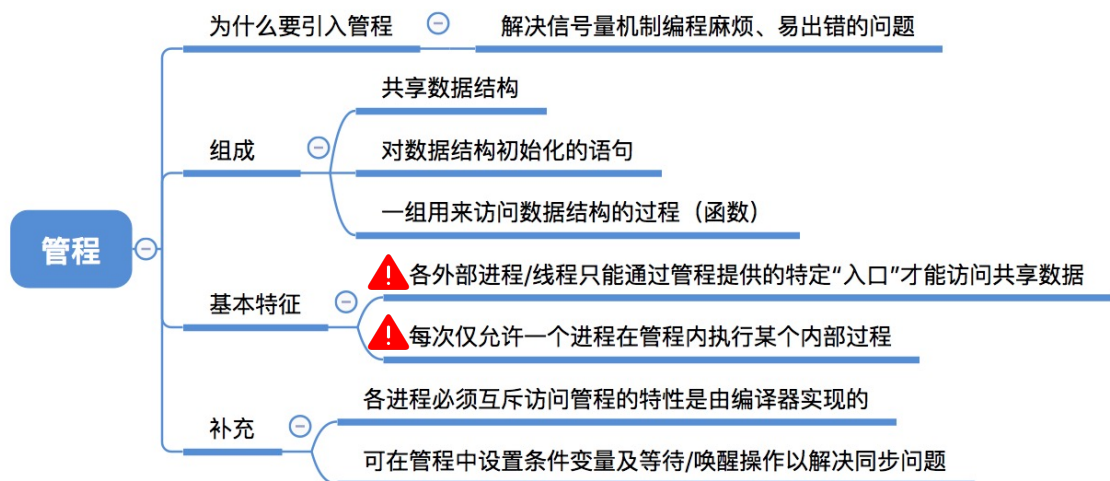 为什么要引入管程
解决信号量机制编程麻烦、易出错的问题
共享数据结构
组成
对数据结构初始化的语句
一组用来访问数据结构的过程（函数）
管程
各外部进程/线程只能通过管程提供的特定“入口”才能访问共享数据
基本特征
每次仅允许一个进程在管程内执行某个内部过程
各进程必须互斥访问管程的特性是由编译器实现的
补充
可在管程中设置条件变量及等待/唤醒操作以解决同步问题